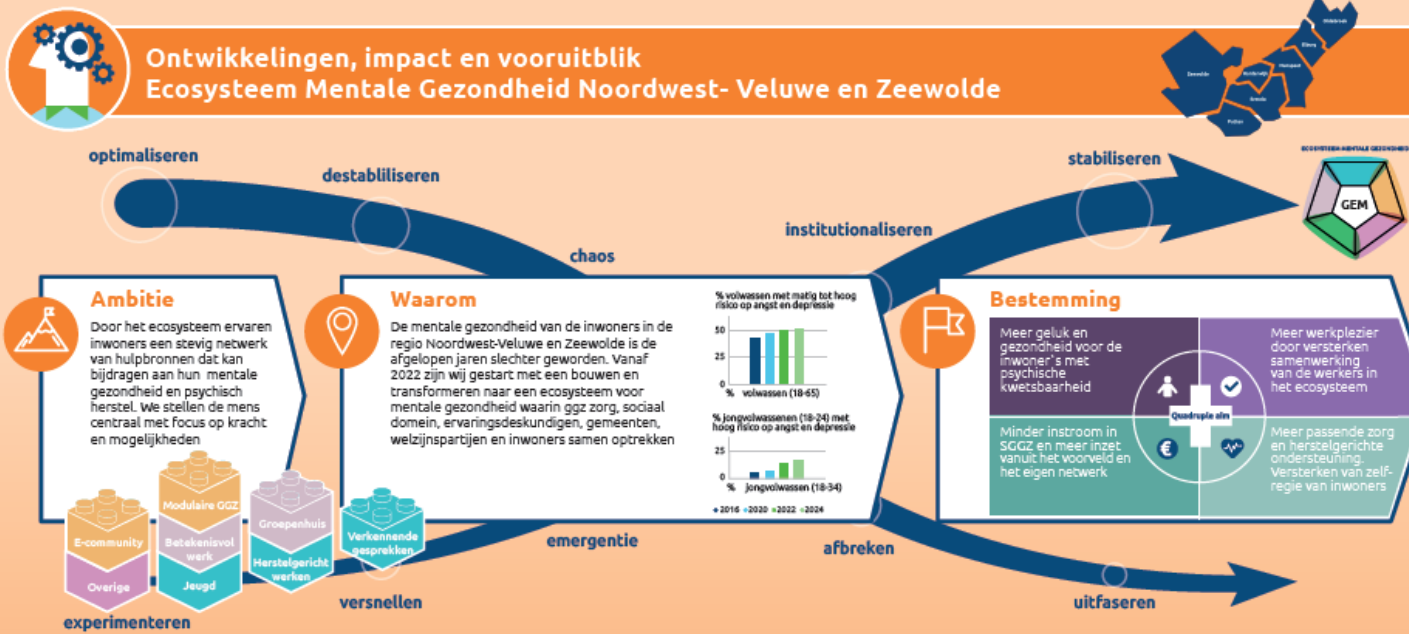 Ontwikkelingen, impact en vooruitblik
Ecosysteem Mentale Gezondheid Noordwest- Veluwe en Zeewolde
Oldebroek
Elburg
Nunspeet
Zeewolde
Harderwijk
Ermelo
Putten
optimaliseren
destabliliseren
chaos
institutionaliseren
stabiliseren
ECOSYSTEEM MENTALE GEZONDHEID
GEM
Ambitie
Door het ecosysteem ervaren
inwoners een stevig netwerk
van hulpbronnen dat kan
bijdragen aan hun mentale
gezondheid en psychisch
herstel. We stellen de mens
centraal met focus op kracht
en mogelijkheden
Waarom
De mentale gezondheid van de inwoners in de
regio Noordwest-Veluwe en Zeewolde is de
afgelopen jaren slechter geworden. Vanaf
2022 zijn wij gestart met een bouwen en
transformeren naar een ecosysteem voor
mentale gezondheid waarin ggz zorg, sociaal
domein, ervaringsdeskundigen, gemeenten,
welzijnspartijen en inwoners samen optrekken
% volwassen met matig tot hoog
risico op angst en depressie
50
25
0
% volwassen (18-65)
% jongvolwassenen (18-24) met
hoog risico op angst en depressie
25
0
% jongvolwassen (18-34)
2016 2020 2022 2024
Bestemming
Meer geluk en
gezondheid voor de
inwoner's met
psychische
kwetsbaarheid
Meer werkplezier
door versterken
samenwerking
van de werkers in
het ecosysteem
Quadruple aim
Minder instroom in
SGGZ en meer inzet
vanuit het voorveld en
het eigen netwerk
€
Meer passende zorg
en herstelgerichte
ondersteuning.
Versterken van zelf-
regie van inwoners
E-community
Overige
Modulaire GGZ
Betekenisvol
werk
Jeugd
Groepenhuis
Herstelgericht
werken
Verkennende
gesprekken
experimenteren
versnellen
emergentie
afbreken
uitfaseren